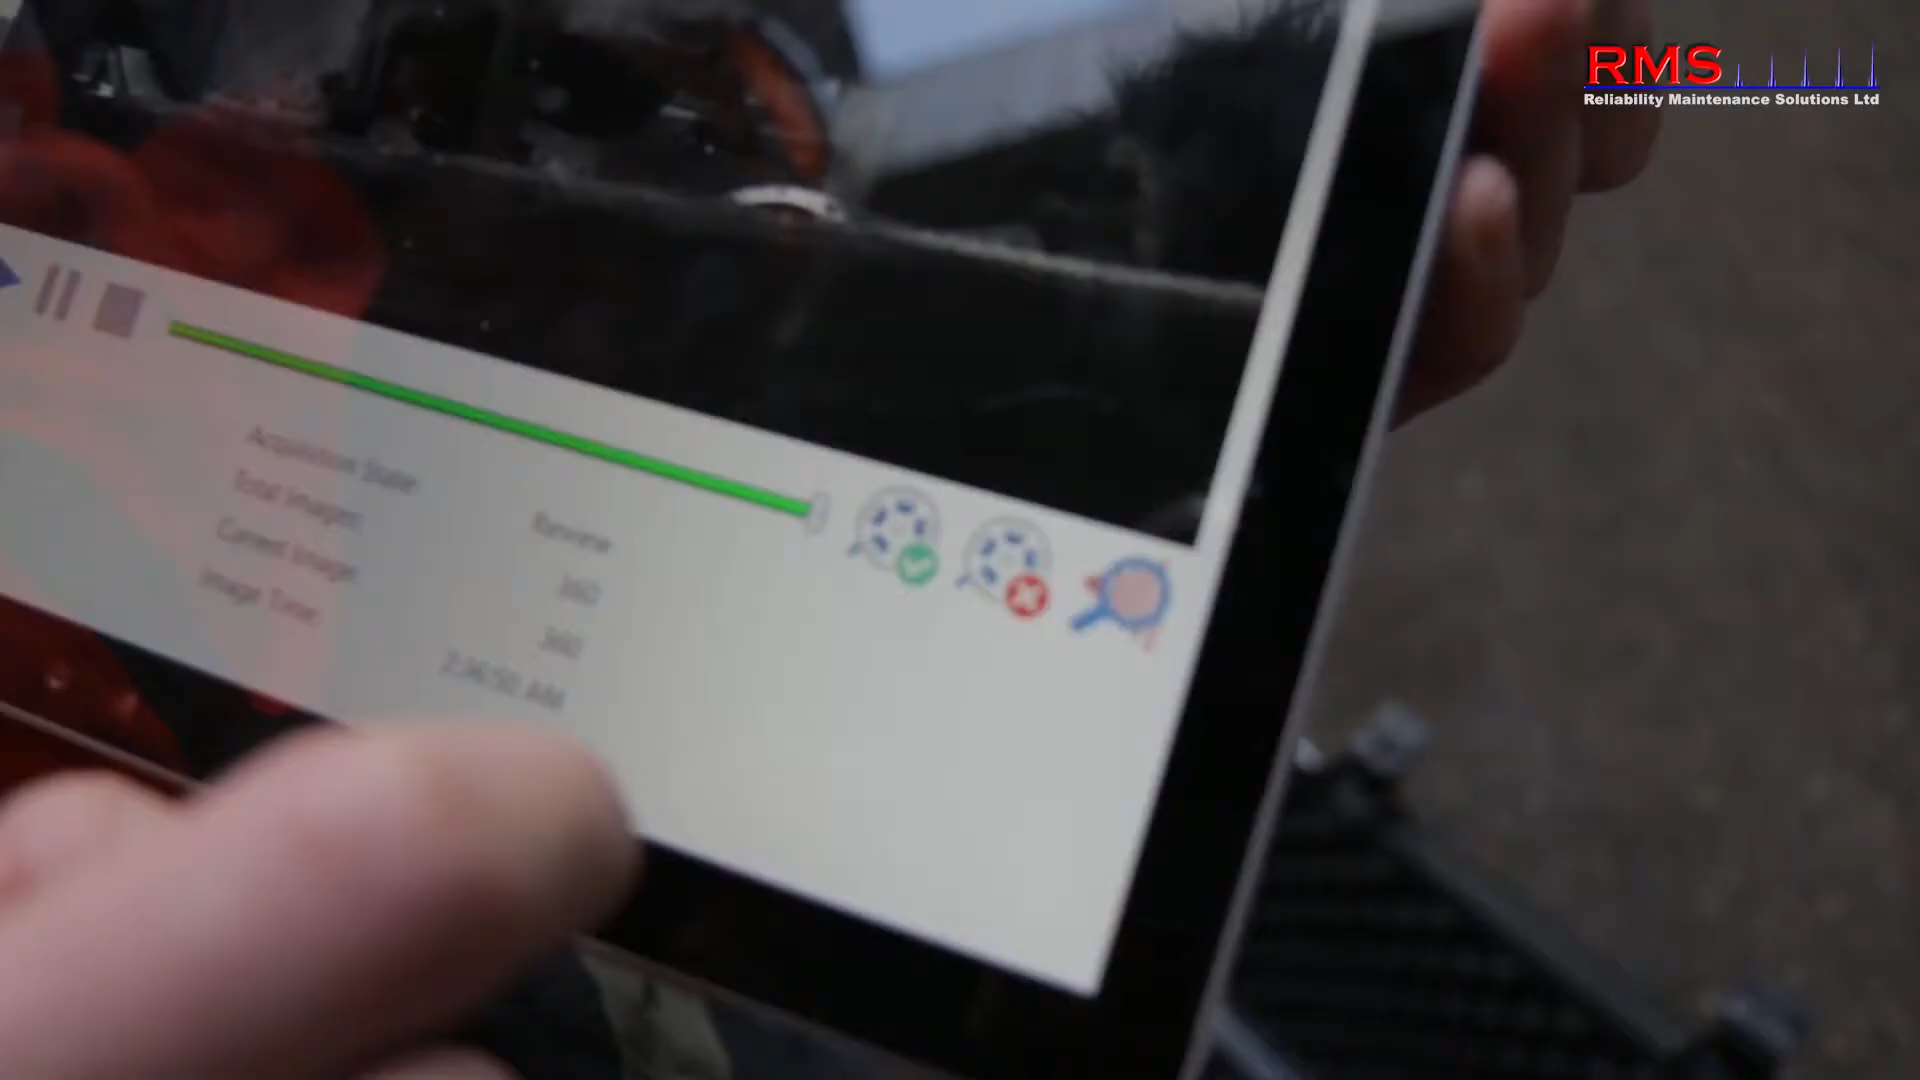 RMS
Reliability Maintenance Solutions Ltd
Acquisition State
Review
Total Images
360
Current Image
360
Image Time
2:36:50 AM